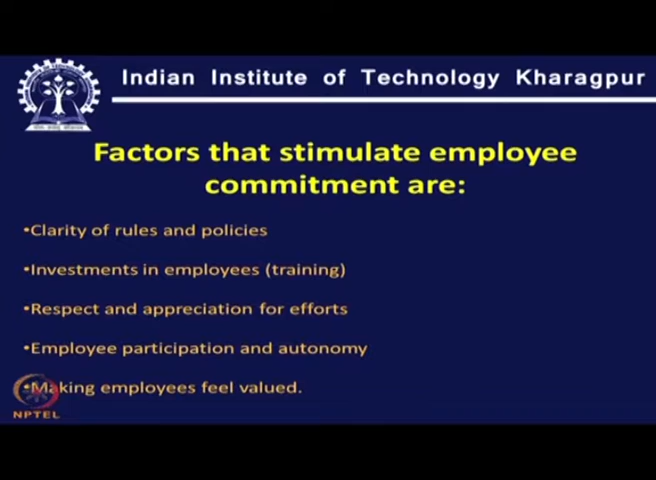 Indian Institute of Technology Kharagpur
Factors that stimulate employee
commitment are:
•Clarity of rules and policies
•Investments in employees (training)
•Respect and appreciation for efforts
•Employee participation and autonomy
•Making employees feel valued.
NPTEL